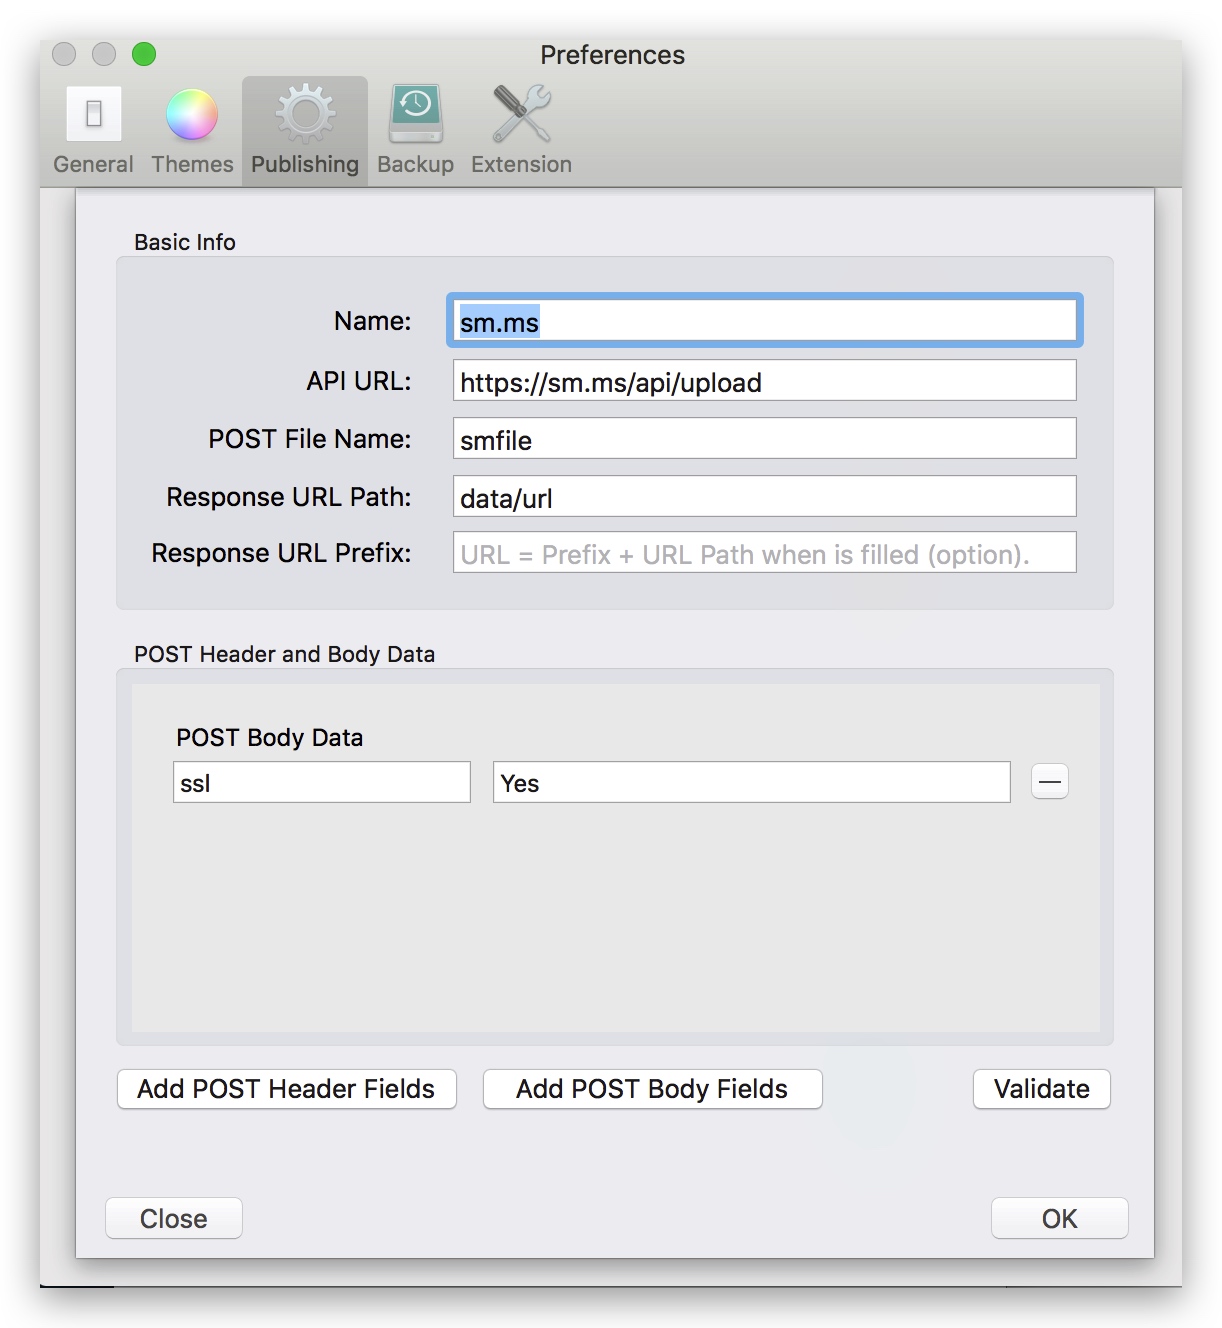 Preferences
General Themes Publishing Backup Extension
Basic Info
Name: sm.ms
API URL: https://sm.ms/api/upload
POST File Name: smfile
Response URL Path: data/url
Response URL Prefix: URL = Prefix + URL Path when is filled (option).
POST Header and Body Data
POST Body Data
ssl Yes
Add POST Header Fields Add POST Body Fields Validate
Close OK